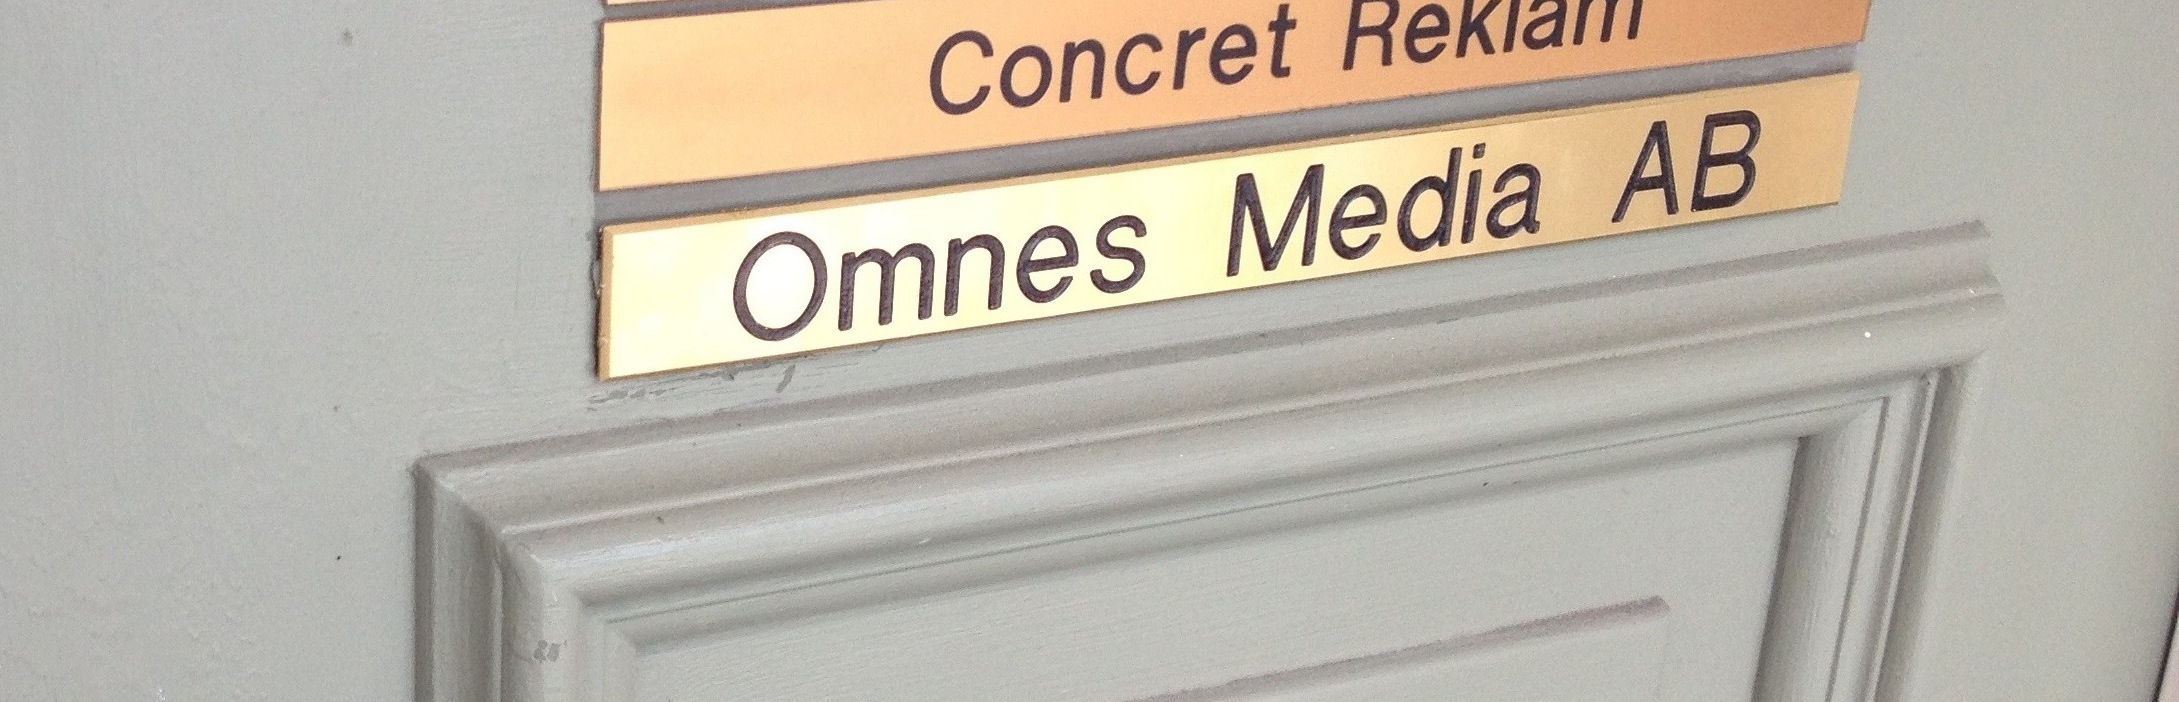 Concret Reklam
Omnes Media AB